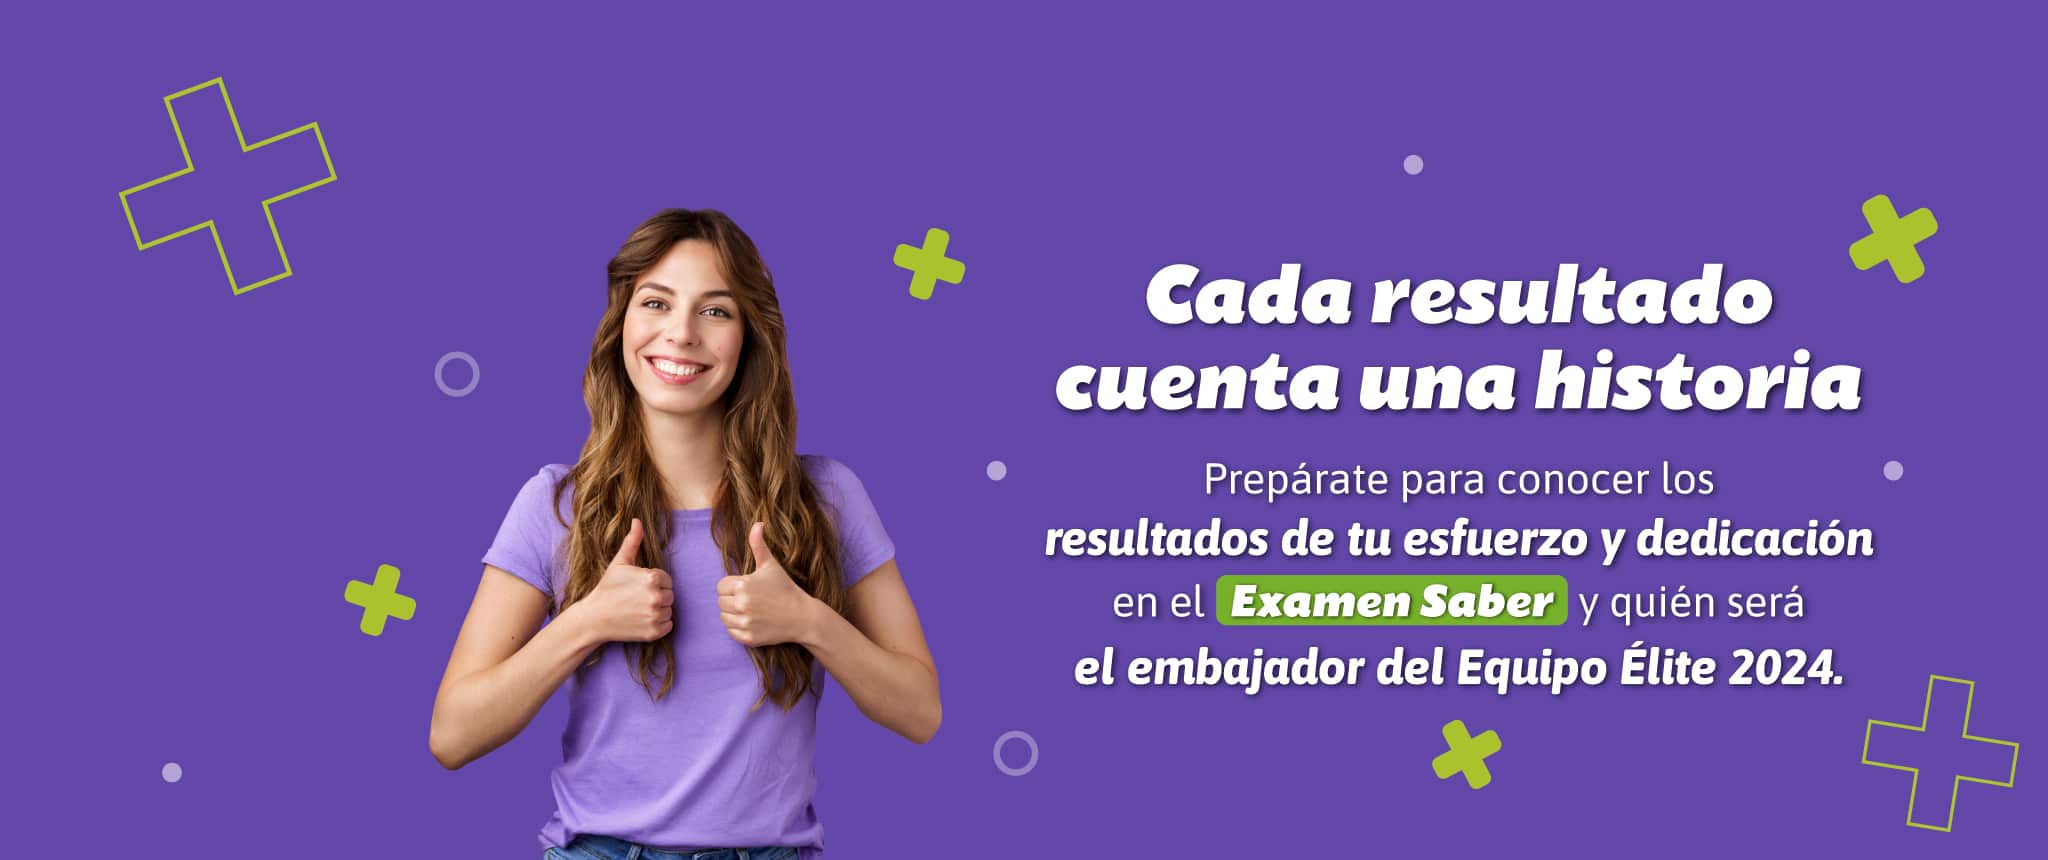 Cada resultado
cuenta una historia
Prepárate para conocer los
resultados de tu esfuerzo y dedicación
en el Examen Saber y quién será
el embajador del Equipo Élite 2024.